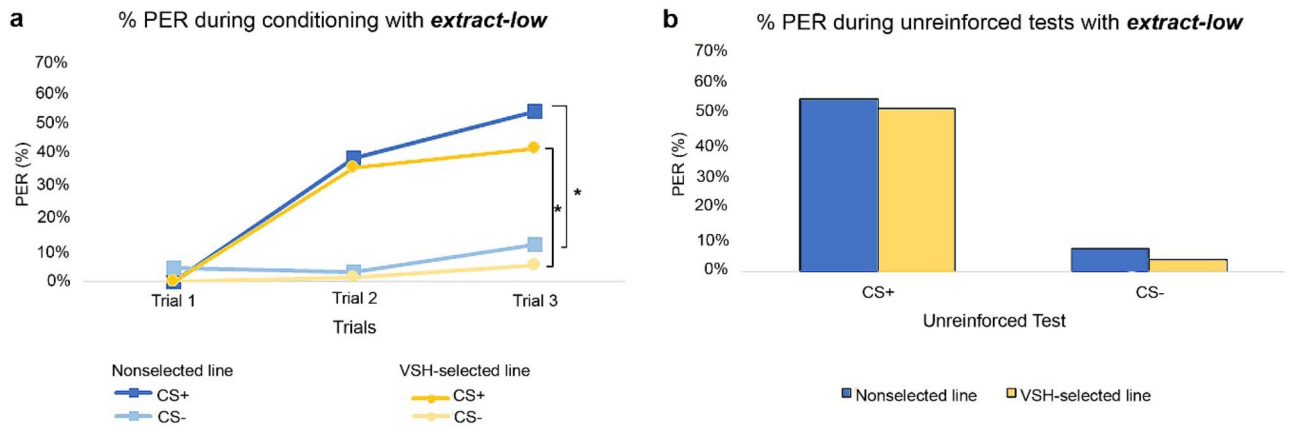 a
% PER during conditioning with extract-low
PER (%)
70%
60%
50%
40%
30%
20%
10%
0%
*
*
Trial 1
Trial 2
Trial 3
Trials
Nonselected line
CS+
CS-
VSH-selected line
CS+
CS-
b
% PER during unreinforced tests with extract-low
PER (%)
70%
60%
50%
40%
30%
20%
10%
0%
CS+
CS-
Unreinforced Test
Nonselected line
VSH-selected line